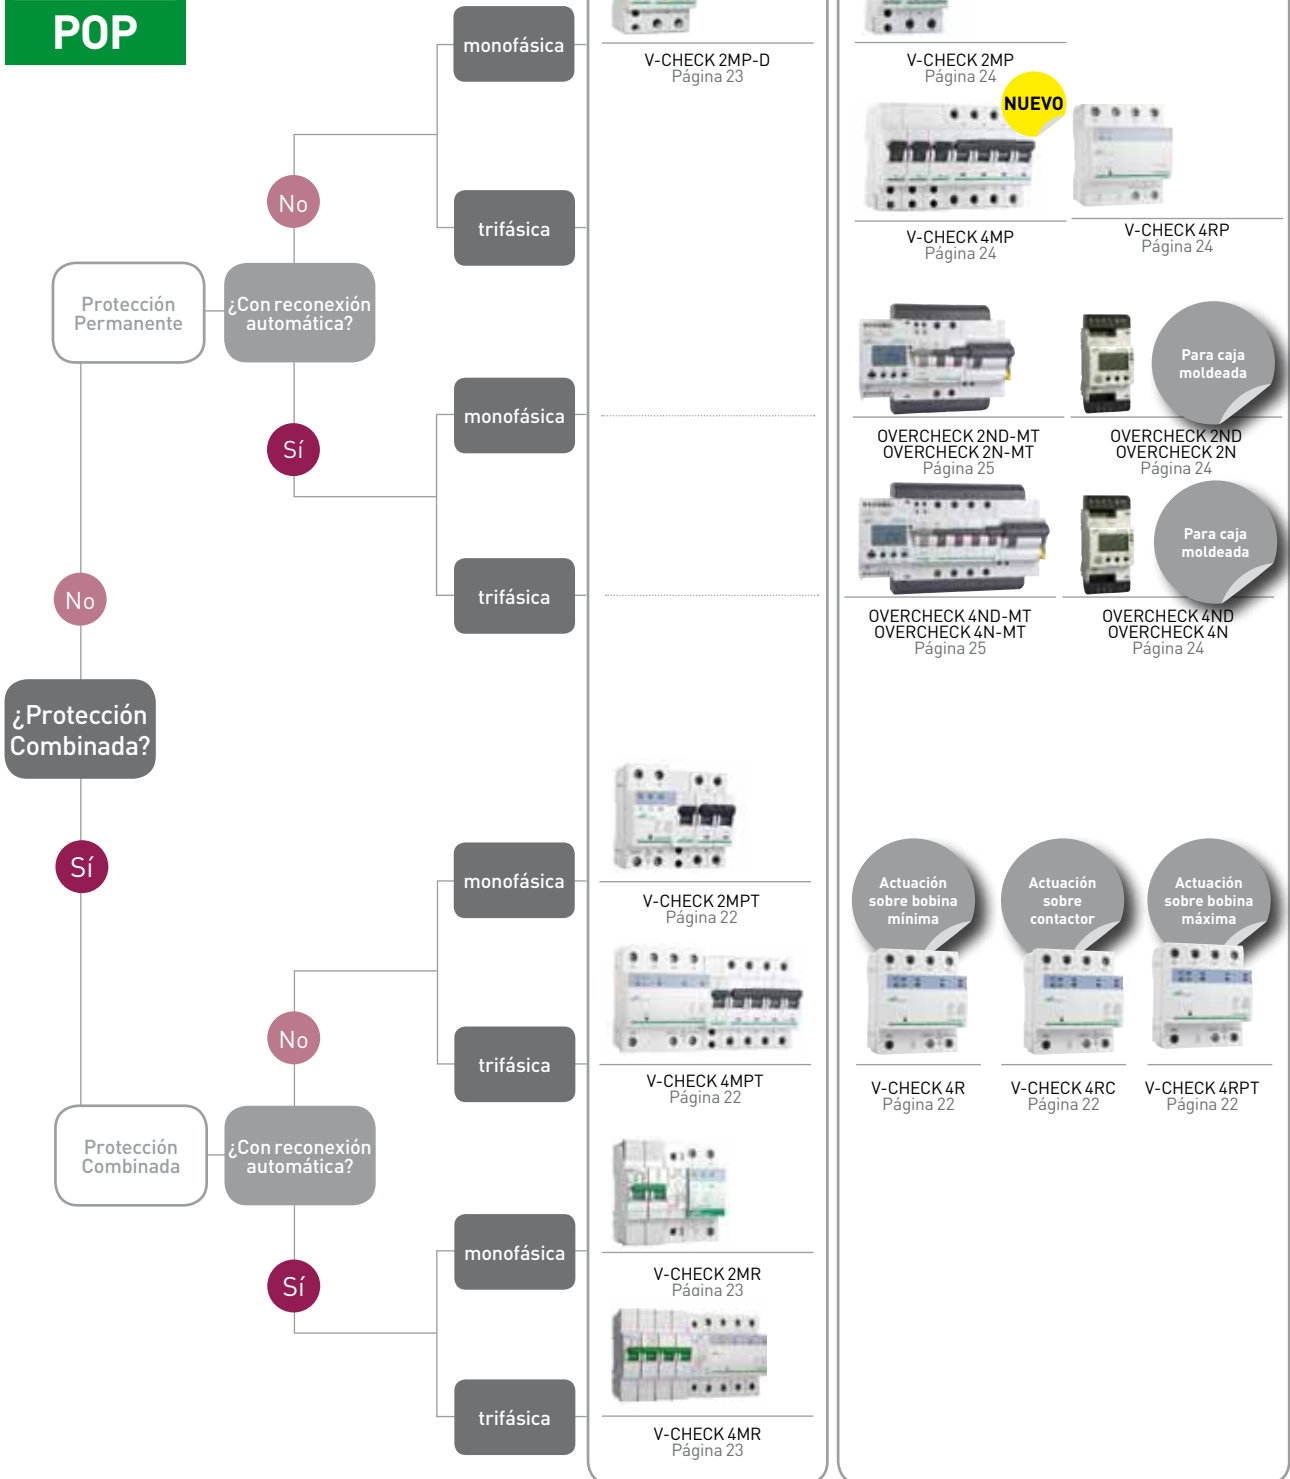 POP
monofásica
V-CHECK 2MP-D
Página 23
V-CHECK 2MP
Página 24
NUEVO
No
trifásica
V-CHECK 4MP
Página 24
V-CHECK 4RP
Página 24
Protección
Permanente
¿Con reconexión
automática?
Para caja
moldeada
monofásica
Sí
OVERCHECK 2ND-MT
OVERCHECK 2N-MT
Página 25
OVERCHECK 2ND
OVERCHECK 2N
Página 24
Para caja
moldeada
trifásica
No
OVERCHECK 4ND-MT
OVERCHECK 4N-MT
Página 25
OVERCHECK 4ND
OVERCHECK 4N
Página 24
¿Protección
Combinada?
Sí
monofásica
V-CHECK 2MPT
Página 22
Actuación
sobre bobina
mínima
Actuación
sobre
contactor
Actuación
sobre bobina
máxima
No
trifásica
V-CHECK 4MPT
Página 22
V-CHECK 4R
Página 22
V-CHECK 4RC
Página 22
V-CHECK 4RPT
Página 22
Protección
Combinada
¿Con reconexión
automática?
monofásica
Sí
V-CHECK 2MR
Página 23
trifásica
V-CHECK 4MR
Página 23